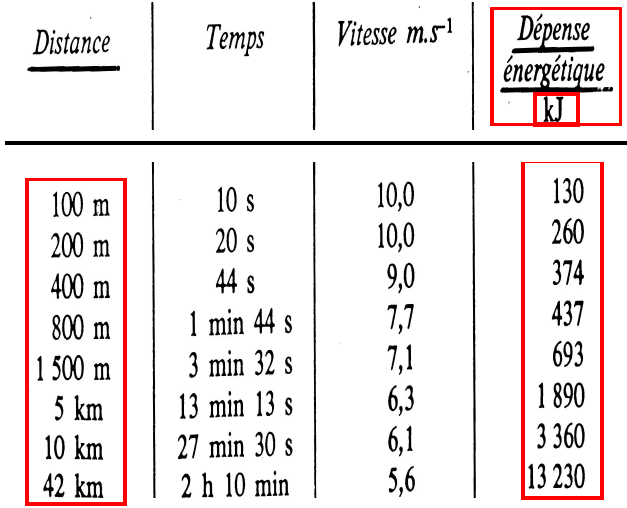 Distance Temps Vitesse m.s⁻¹ Dépense
énergétique
kJ
100 m 10 s 10,0 130
200 m 20 s 10,0 260
400 m 44 s 9,0 374
800 m 1 min 44 s 7,7 437
1 500 m 3 min 32 s 7,1 693
5 km 13 min 13 s 6,3 1 890
10 km 27 min 30 s 6,1 3 360
42 km 2 h 10 min 5,6 13 230